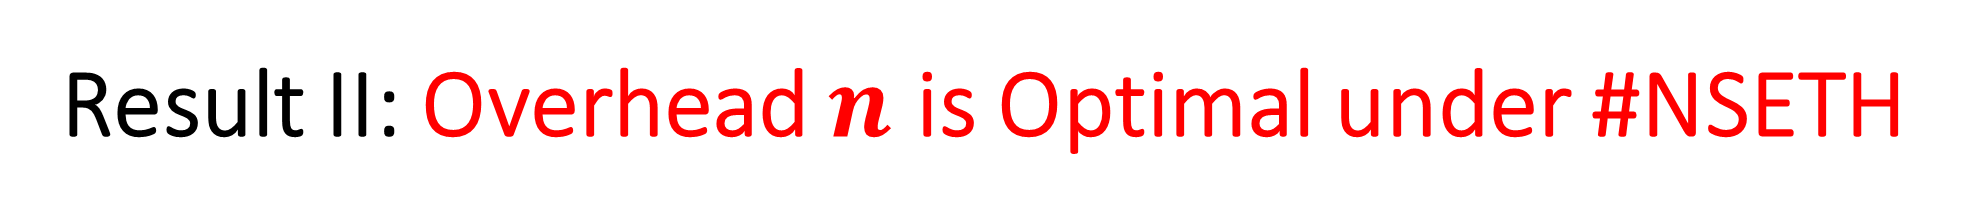 Result II: Overhead n is Optimal under #NSETH